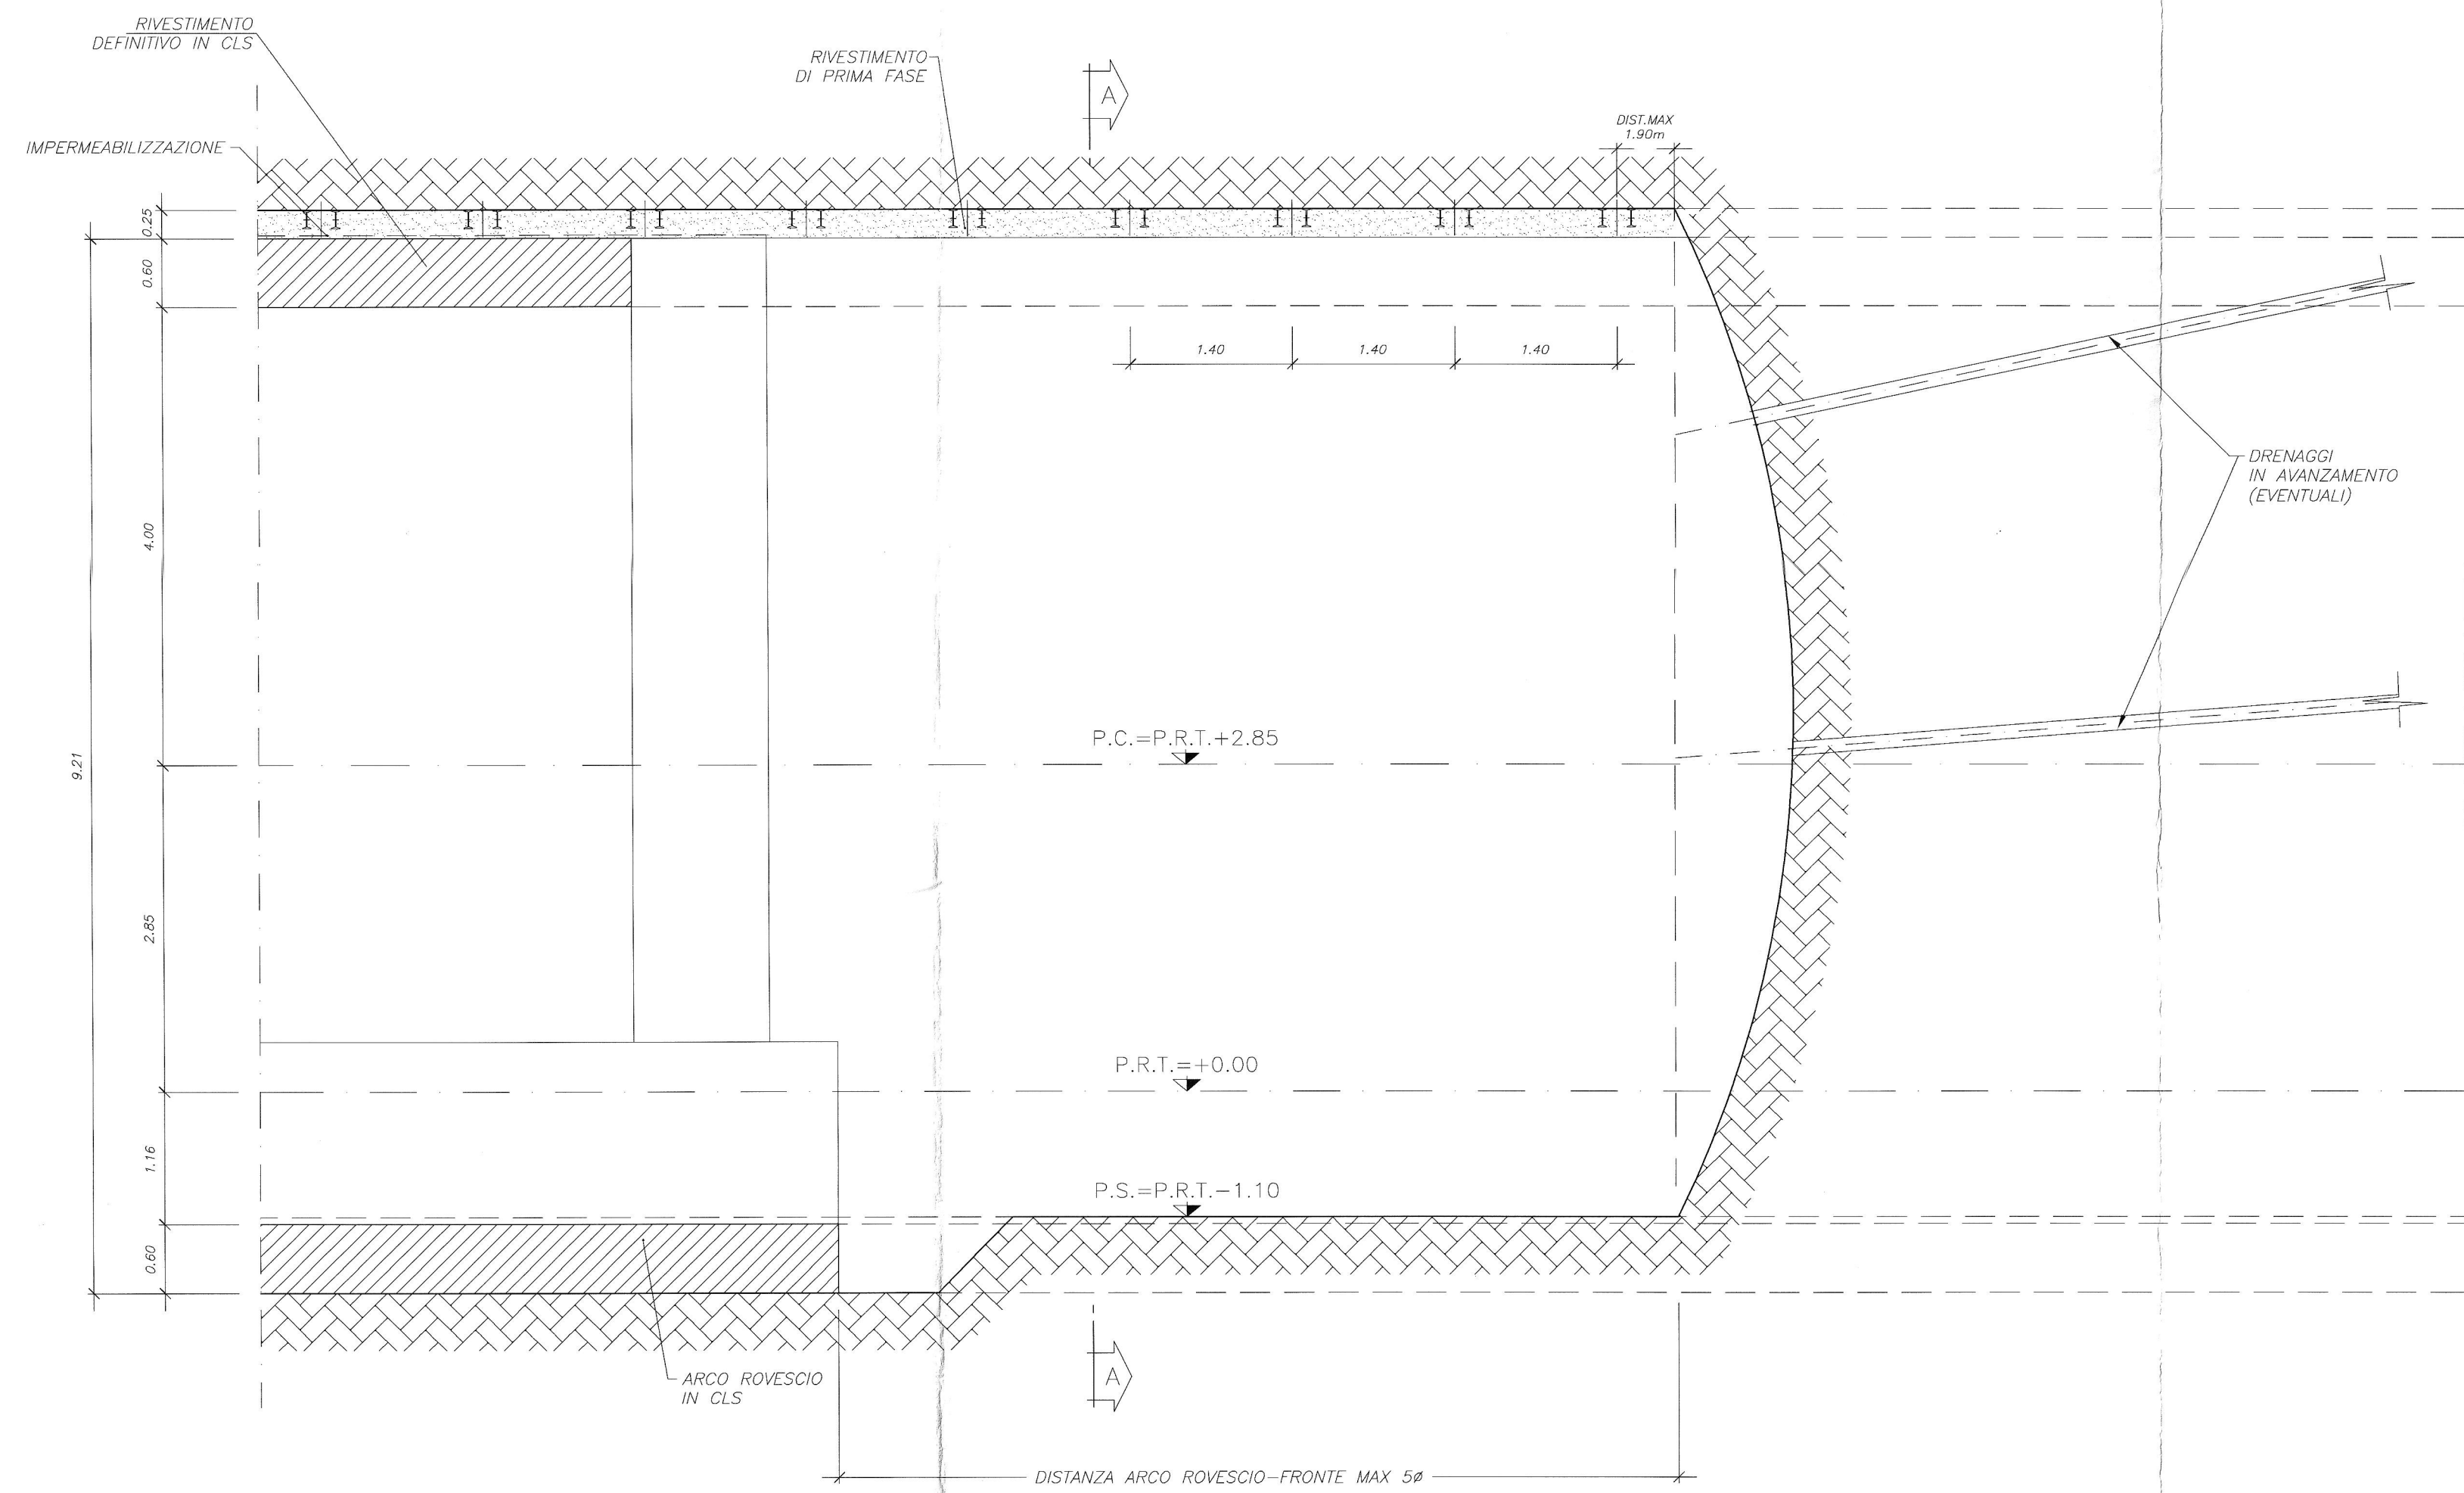 RIVESTIMENTO
DEFINITIVO IN CLS
RIVESTIMENTO
DI PRIMA FASE
A
DIST.MAX
1.90m
IMPERMEABILIZZAZIONE
0.25
0.60
4.00
9.21
2.85
1.16
0.60
1.40
1.40
1.40
DRENAGGI
IN AVANZAMENTO
(EVENTUALI)
P.C.=P.R.T.+2.85
P.R.T.=+0.00
P.S.=P.R.T.-1.10
ARCO ROVESCIO
IN CLS
A
DISTANZA ARCO ROVESCIO-FRONTE MAX 5ø